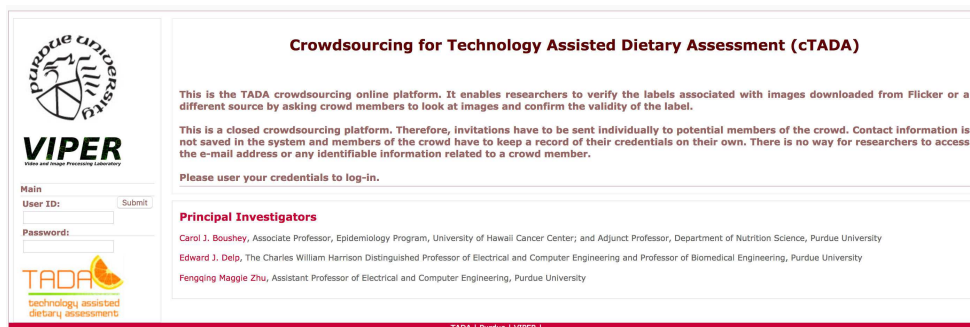 PURDUE UNIVERSITY
VIPER
Video and Image Processing Laboratory
Main
User ID:
Submit
Password:
TADA
technology assisted
dietary assessment
Crowdsourcing for Technology Assisted Dietary Assessment (cTADA)
This is the TADA crowdsourcing online platform. It enables researchers to verify the labels associated with images downloaded from Flicker or a
different source by asking crowd members to look at images and confirm the validity of the label.
This is a closed crowdsourcing platform. Therefore, invitations have to be sent individually to potential members of the crowd. Contact information is
not saved in the system and members of the crowd have to keep a record of their credentials on their own. There is no way for researchers to access
the e-mail address or any identifiable information related to a crowd member.
Please user your credentials to log-in.
Principal Investigators
Carol J. Boushey, Associate Professor, Epidemiology Program, University of Hawaii Cancer Center; and Adjunct Professor, Department of Nutrition Science, Purdue University
Edward J. Delp, The Charles William Harrison Distinguished Professor of Electrical and Computer Engineering and Professor of Biomedical Engineering, Purdue University
Fengqing Maggie Zhu, Assistant Professor of Electrical and Computer Engineering, Purdue University
TADA | Purdue | VIPER |